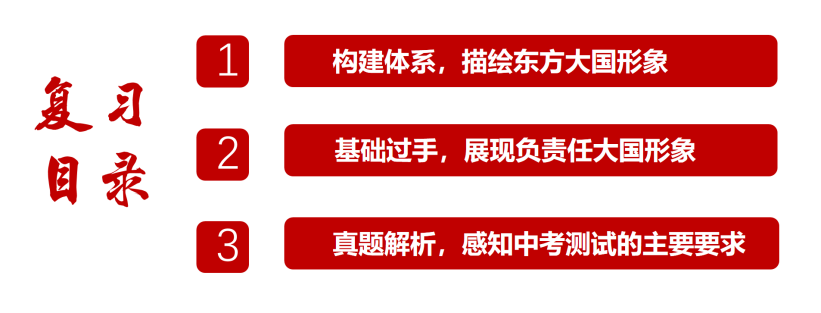 复习
目录
1
构建体系，描绘东方大国形象
2
基础过手，展现负责任大国形象
3
真题解析，感知中考测试的主要要求